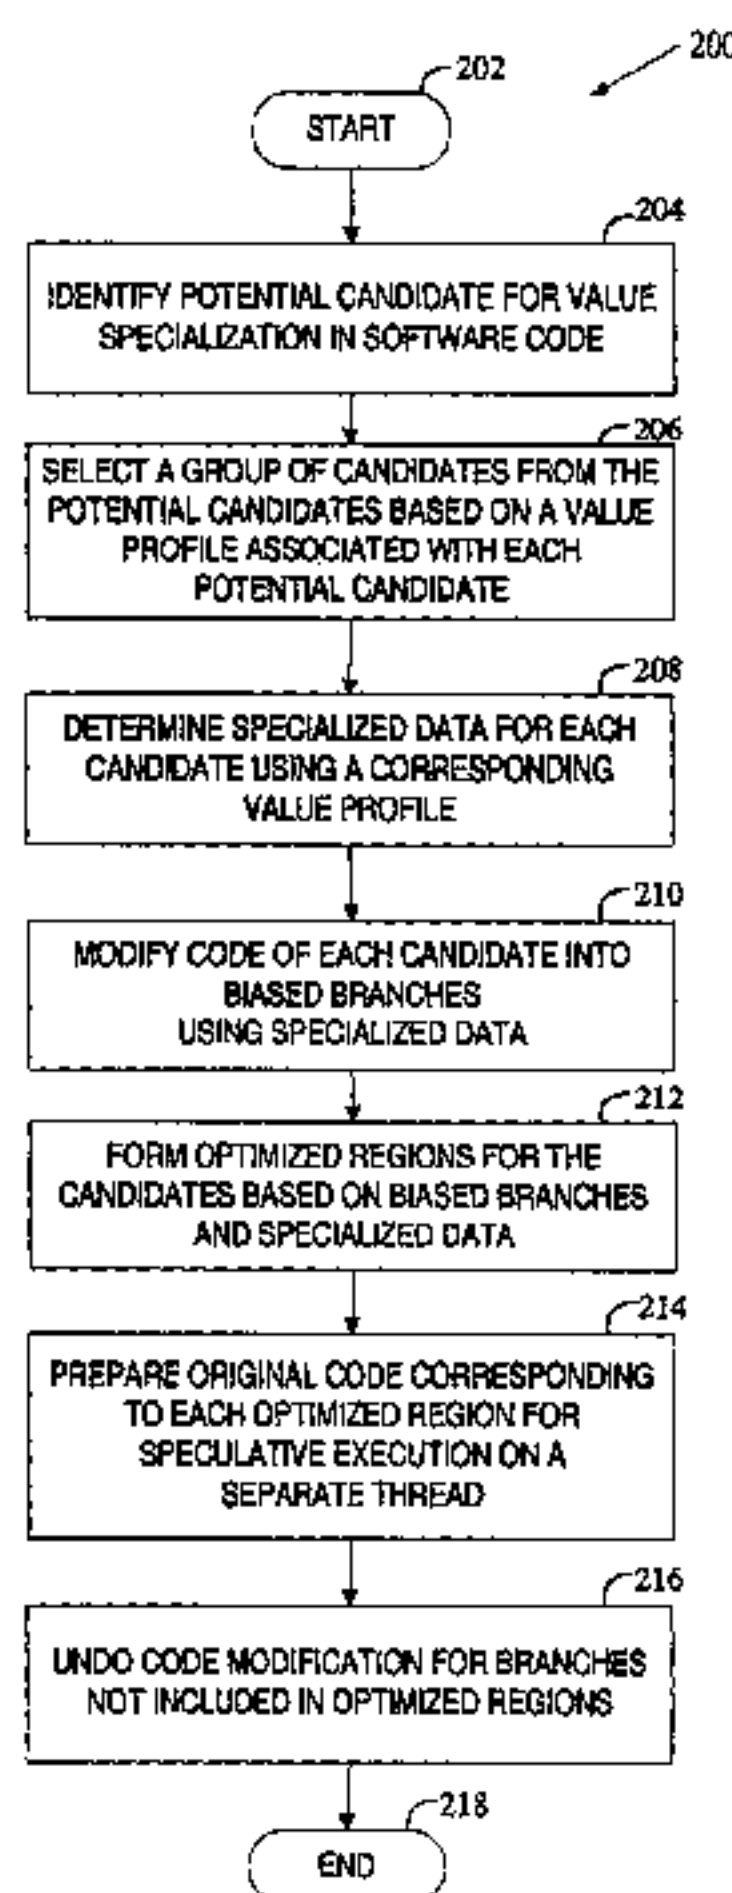 200
202
START
204
IDENTIFY POTENTIAL CANDIDATE FOR VALUE
SPECIALIZATION IN SOFTWARE CODE
206
SELECT A GROUP OF CANDIDATES FROM THE
POTENTIAL CANDIDATES BASED ON A VALUE
PROFILE ASSOCIATED WITH EACH
POTENTIAL CANDIDATE
208
DETERMINE SPECIALIZED DATA FOR EACH
CANDIDATE USING A CORRESPONDING
VALUE PROFILE
210
MODIFY CODE OF EACH CANDIDATE INTO
BIASED BRANCHES
USING SPECIALIZED DATA
212
FORM OPTIMIZED REGIONS FOR THE
CANDIDATES BASED ON BIASED BRANCHES
AND SPECIALIZED DATA
214
PREPARE ORIGINAL CODE CORRESPONDING
TO EACH OPTIMIZED REGION FOR
SPECULATIVE EXECUTION ON A
SEPARATE THREAD
216
UNDO CODE MODIFICATION FOR BRANCHES
NOT INCLUDED IN OPTIMIZED REGIONS
218
END